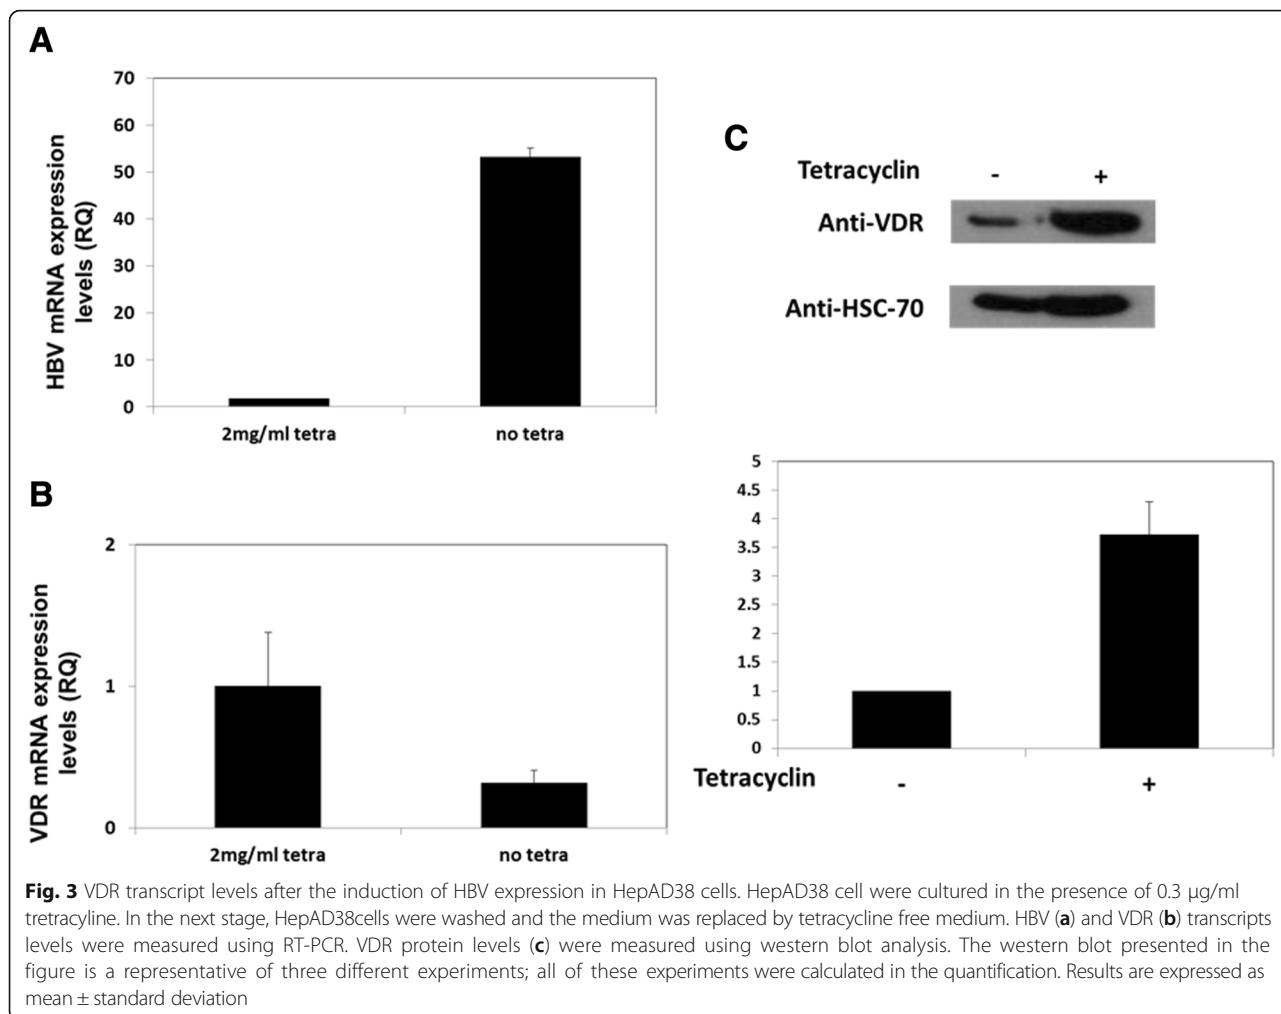 A
HBV mRNA expression
levels (RQ)
70
60
50
40
30
20
10
0
2mg/ml tetra no tetra
B
VDR mRNA expression
levels (RQ)
2
1
0
2mg/ml tetra no tetra
C
Tetracyclin - +
Anti-VDR
Anti-HSC-70
5
4.5
4
3.5
3
2.5
2
1.5
1
0.5
0
Tetracyclin - +
Fig. 3 VDR transcript levels after the induction of HBV expression in HepAD38 cells. HepAD38 cell were cultured in the presence of 0.3 μg/ml
tretracyline. In the next stage, HepAD38cells were washed and the medium was replaced by tetracycline free medium. HBV (a) and VDR (b) transcripts
levels were measured using RT-PCR. VDR protein levels (c) were measured using western blot analysis. The western blot presented in the
figure is a representative of three different experiments; all of these experiments were calculated in the quantification. Results are expressed as
mean ± standard deviation